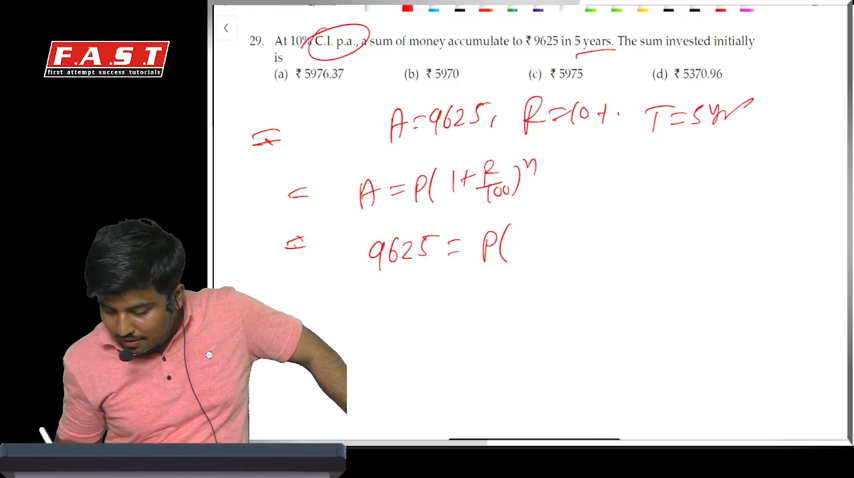 F.A.S.T
first attempt success tutorials
29. At 10% C.I. p.a., a sum of money accumulate to ₹ 9625 in 5 years. The sum invested initially
is
(a) ₹ 5976.37 (b) ₹ 5970 (c) ₹ 5975 (d) ₹ 5370.96
A=9625, R=10%. T=5yr
A=P(1+R/100)^n
9625=P(